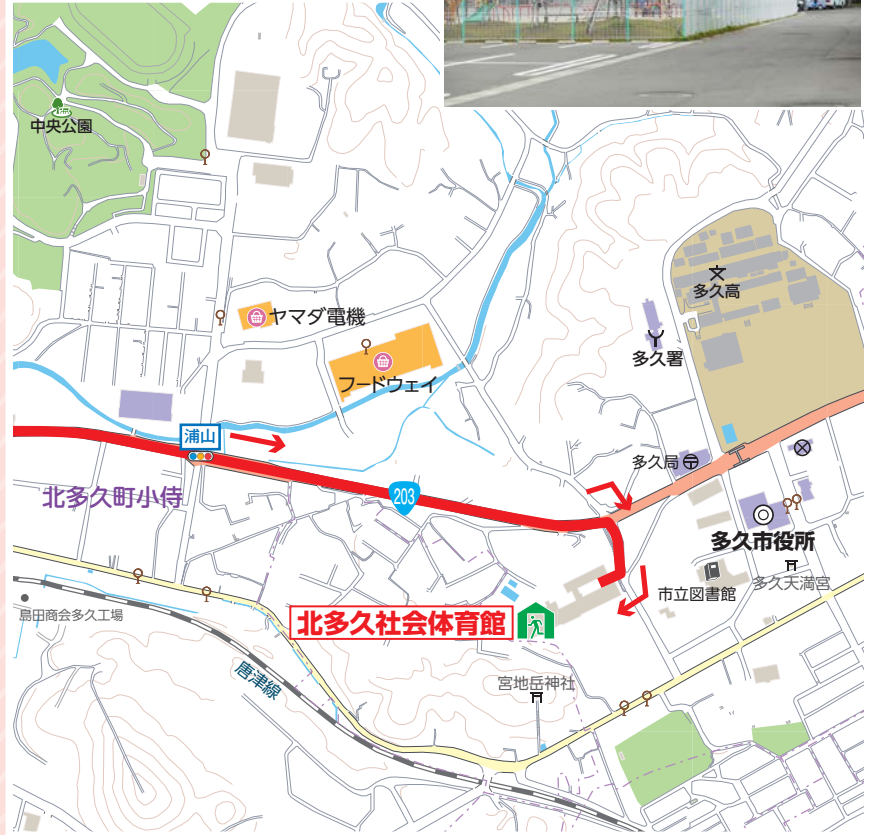 中央公園
多久高
ヤマダ電機
多久署
フードウェイ
浦山
多久局
北多久町小侍
203
多久市役所
市立図書館
多久天満宮
島田商会多久工場
北多久社会体育館
唐津線
宮地岳神社